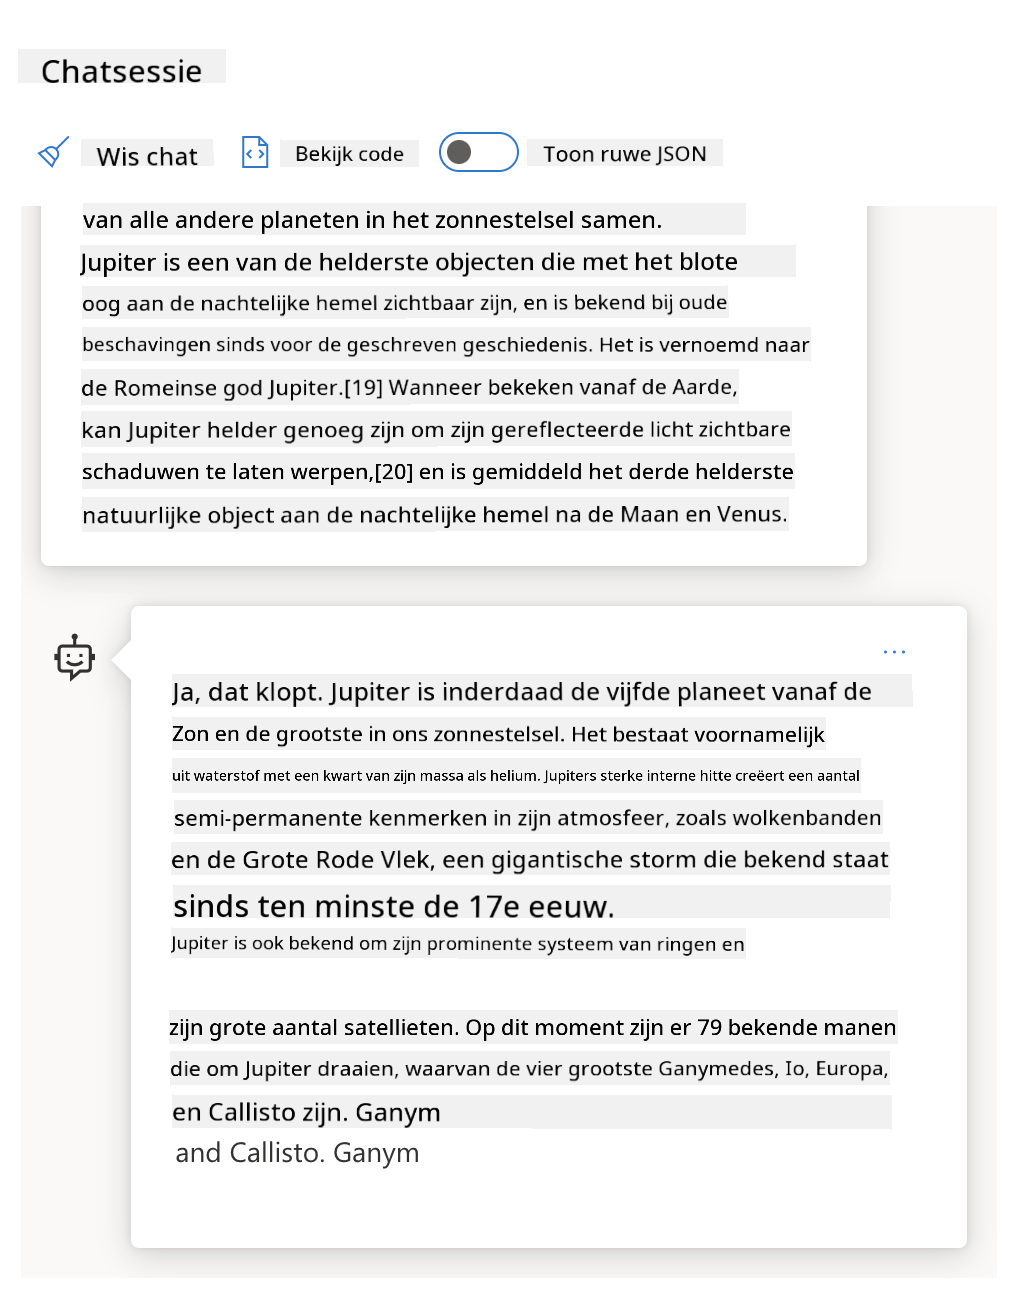 Chatsessie
Wis chat
Bekijk code
Toon ruwe JSON
van alle andere planeten in het zonnestelsel samen.
Jupiter is een van de helderste objecten die met het blote
oog aan de nachtelijke hemel zichtbaar zijn, en is bekend bij oude
beschavingen sinds voor de geschreven geschiedenis. Het is vernoemd naar
de Romeinse god Jupiter.[19] Wanneer bekeken vanaf de Aarde,
kan Jupiter helder genoeg zijn om zijn gereflecteerde licht zichtbare
schaduwen te laten werpen,[20] en is gemiddeld het derde helderste
natuurlijke object aan de nachtelijke hemel na de Maan en Venus.
Ja, dat klopt. Jupiter is inderdaad de vijfde planeet vanaf de
Zon en de grootste in ons zonnestelsel. Het bestaat voornamelijk
uit waterstof met een kwart van zijn massa als helium. Jupiters sterke interne hitte creëert een aantal
semi-permanente kenmerken in zijn atmosfeer, zoals wolkenbanden
en de Grote Rode Vlek, een gigantische storm die bekend staat
sinds ten minste de 17e eeuw.
Jupiter is ook bekend om zijn prominente systeem van ringen en
zijn grote aantal satellieten. Op dit moment zijn er 79 bekende manen
die om Jupiter draaien, waarvan de vier grootste Ganymedes, Io, Europa,
en Callisto zijn. Ganym
and Callisto. Ganym